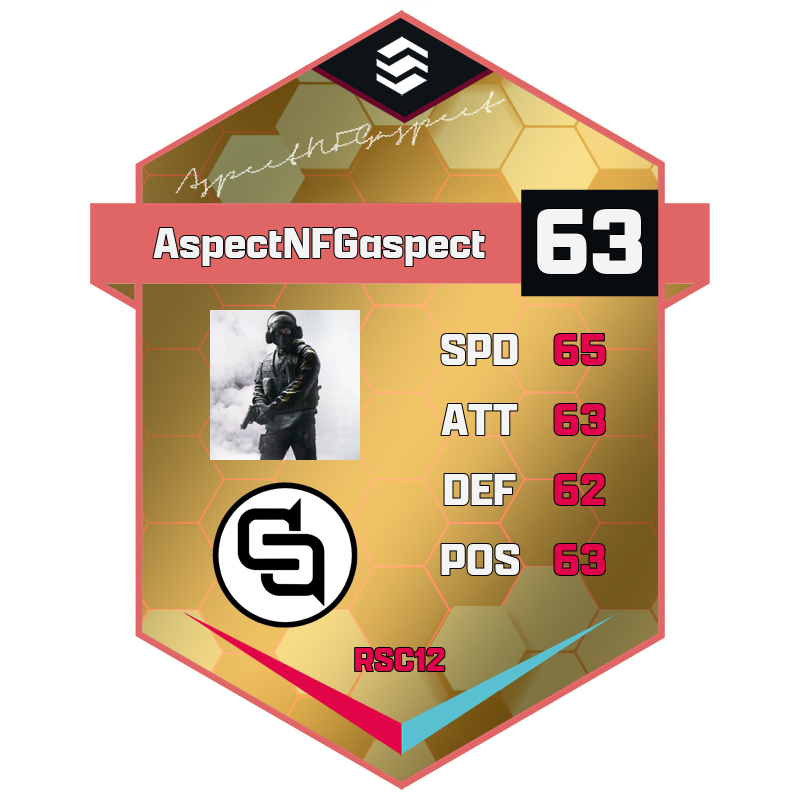 AspectNFGaspect
AspectNFGaspect
63
SPD 65
ATT 63
DEF 62
POS 63
RSC12